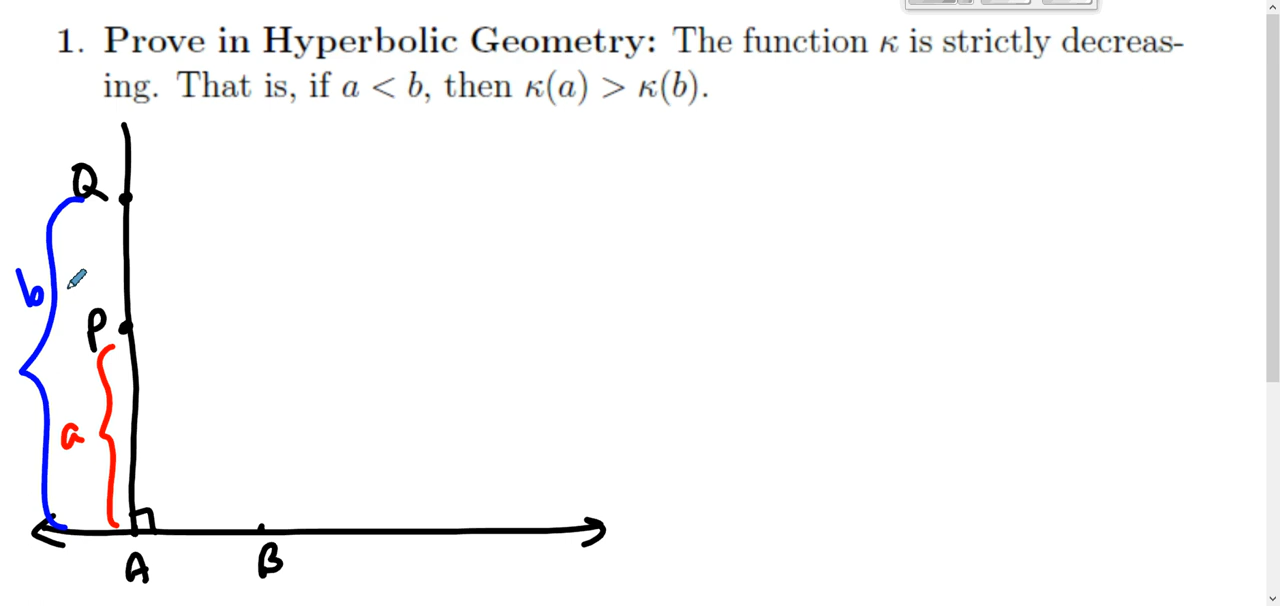 1. Prove in Hyperbolic Geometry: The function κ is strictly decreas-
ing. That is, if a < b, then κ(a) > κ(b).
Q
b
P
a
A
B